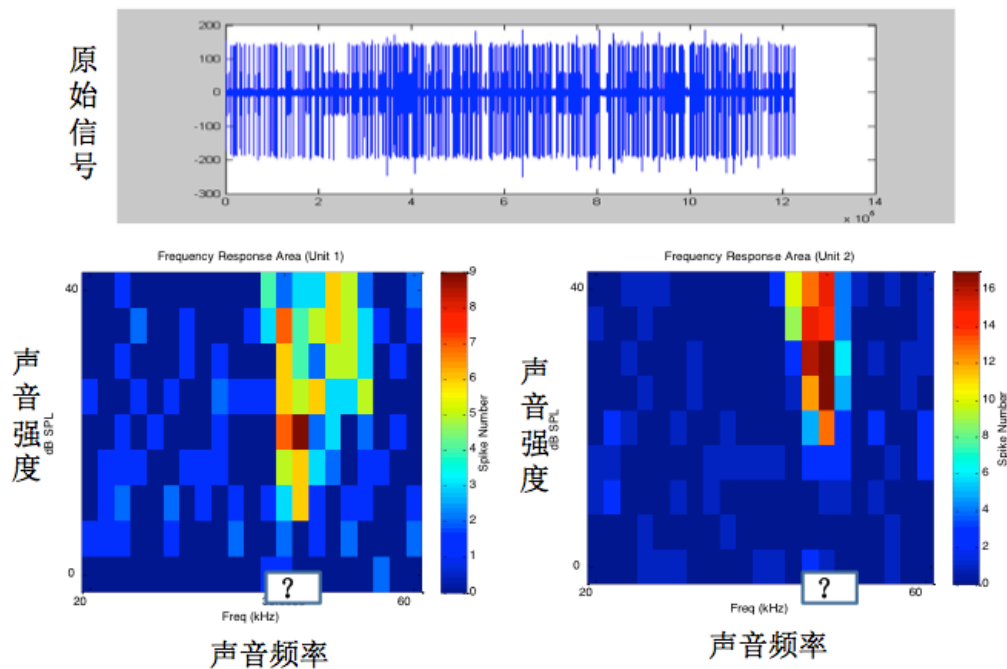 原始信号
200
100
0
-100
-200
-300
0 2 4 6 8 10 12 14
× 10⁶
Frequency Response Area (Unit 1)
声音强度
dB SPL
40
0
20 60
?
Freq (kHz)
声音频率
9
8
7
6
5
4
3
2
1
0
Spike Number
Frequency Response Area (Unit 2)
声音强度
dB SPL
40
0
20 60
?
Freq (kHz)
声音频率
16
14
12
10
8
6
4
2
0
Spike Number